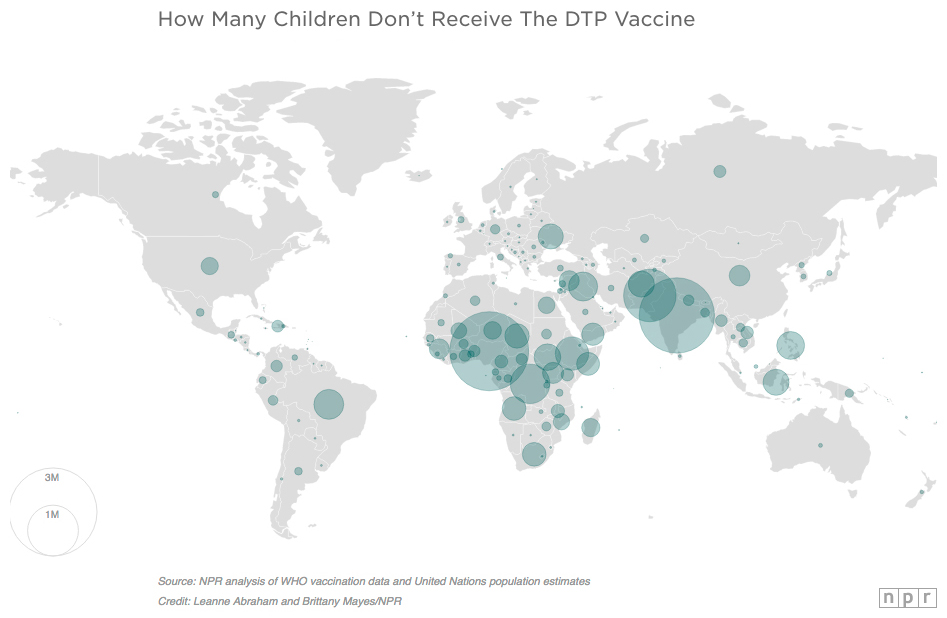 How Many Children Don’t Receive The DTP Vaccine
3M
1M
Source: NPR analysis of WHO vaccination data and United Nations population estimates
Credit: Leanne Abraham and Brittany Mayes/NPR
npr